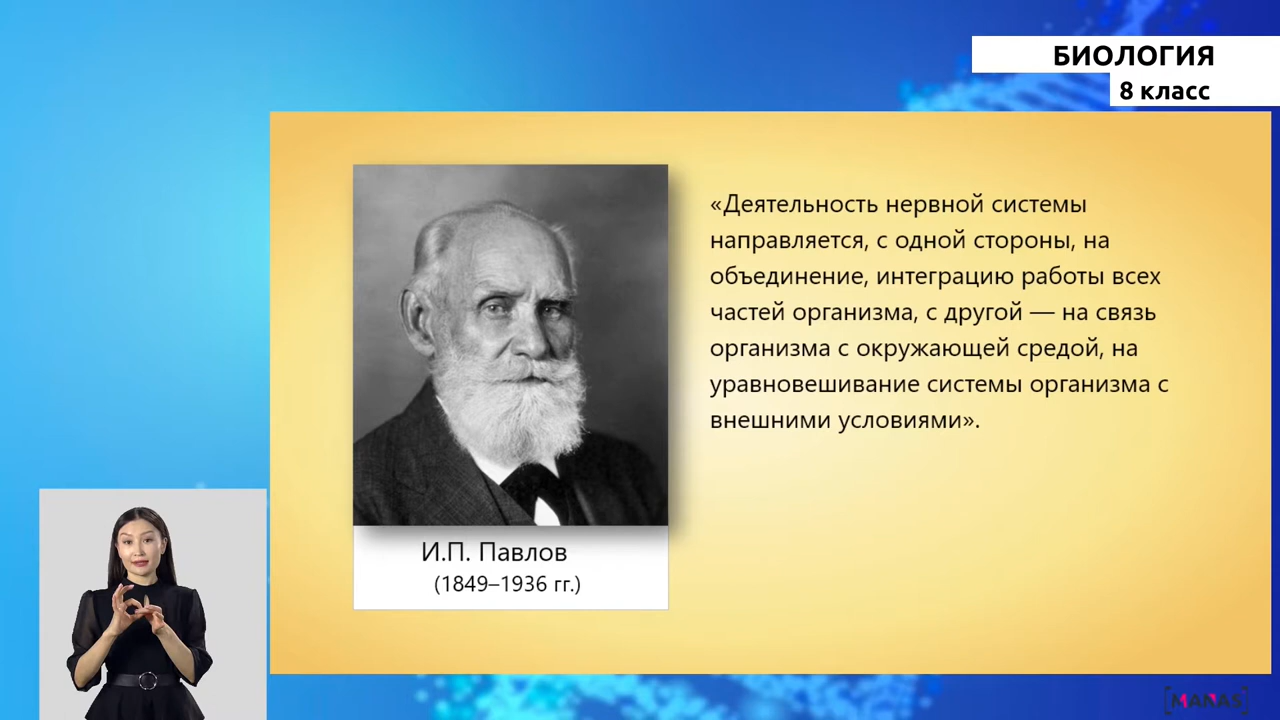 БИОЛОГИЯ
8 класс
«Деятельность нервной системы
направляется, с одной стороны, на
объединение, интеграцию работы всех
частей организма, с другой — на связь
организма с окружающей средой, на
уравновешивание системы организма с
внешними условиями».
И.П. Павлов
(1849–1936 гг.)
[MANAS]